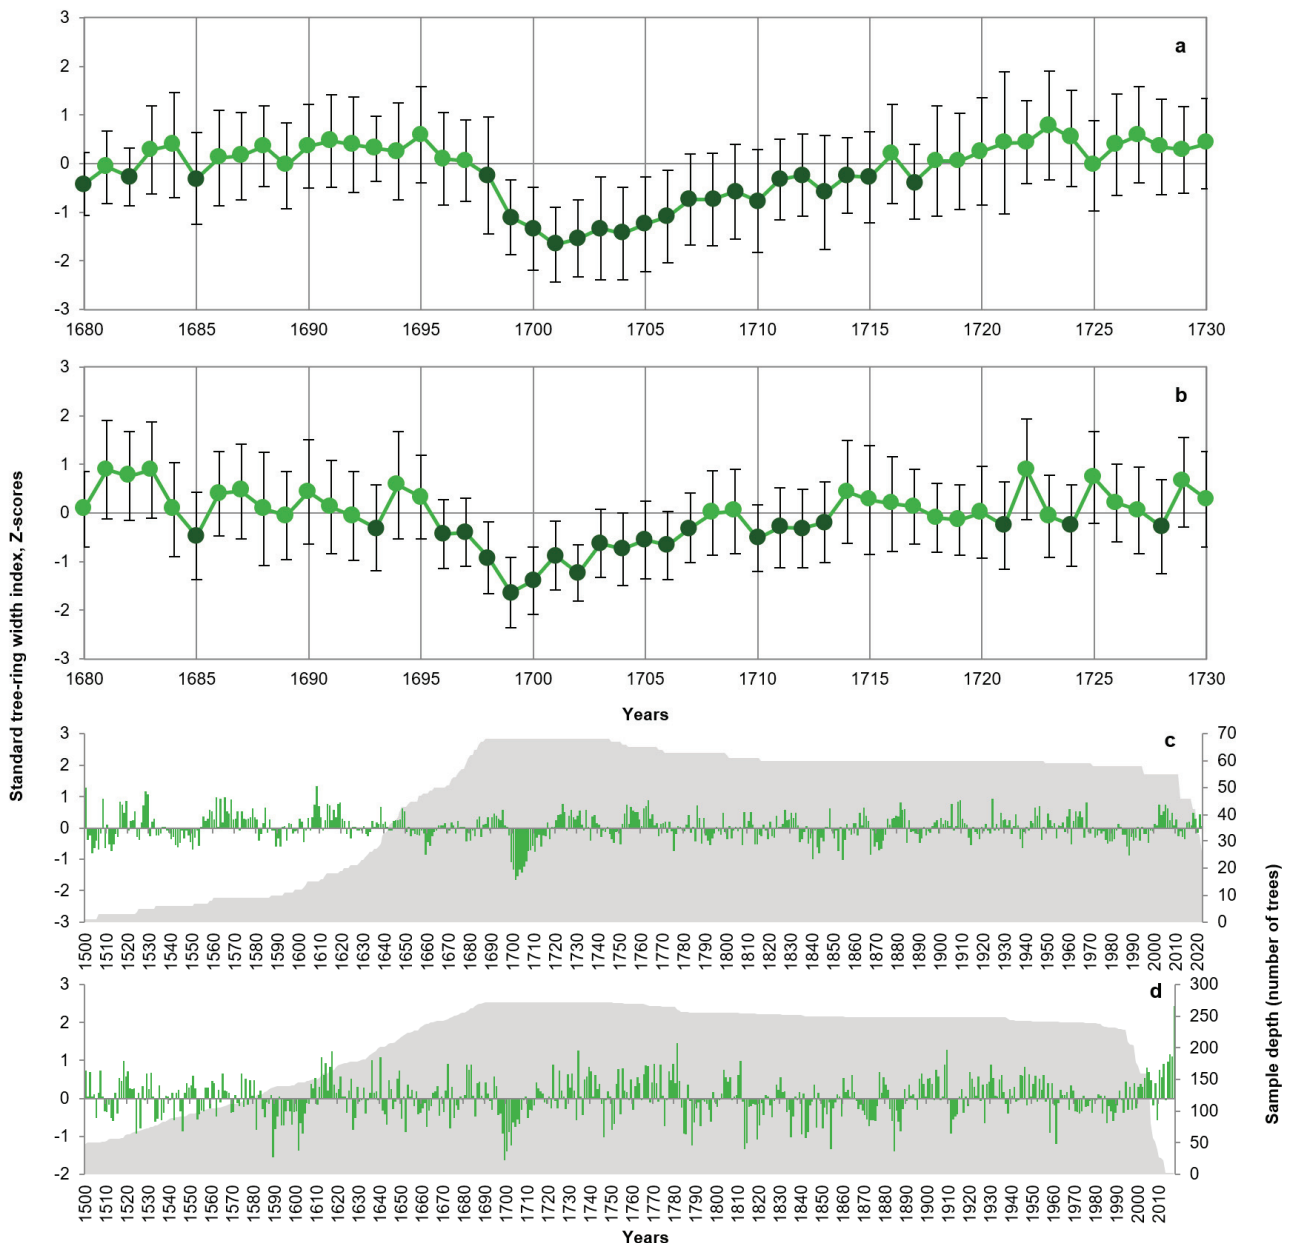 Standard tree-ring width index, Z-scores
3
a
2
1
0
-1
-2
-3
1680 1685 1690 1695 1700 1705 1710 1715 1720 1725 1730
3
b
2
1
0
-1
-2
-3
1680 1685 1690 1695 1700 1705 1710 1715 1720 1725 1730
Years
3 c 70
2 60
1 50
0 40
-1 30
-2 20
10
-3 0
1500 1510 1520 1530 1540 1550 1560 1570 1580 1590 1600 1610 1620 1630 1640 1650 1660 1670 1680 1690 1700 1710 1720 1730 1740 1750 1760 1770 1780 1790 1800 1810 1820 1830 1840 1850 1860 1870 1880 1890 1900 1910 1920 1930 1940 1950 1960 1970 1980 1990 2000 2010 2020
Sample depth (number of trees)
3 d 300
2 250
1 200
0 150
-1 100
50
-2 0
1500 1510 1520 1530 1540 1550 1560 1570 1580 1590 1600 1610 1620 1630 1640 1650 1660 1670 1680 1690 1700 1710 1720 1730 1740 1750 1760 1770 1780 1790 1800 1810 1820 1830 1840 1850 1860 1870 1880 1890 1900 1910 1920 1930 1940 1950 1960 1970 1980 1990 2000 2010
Years